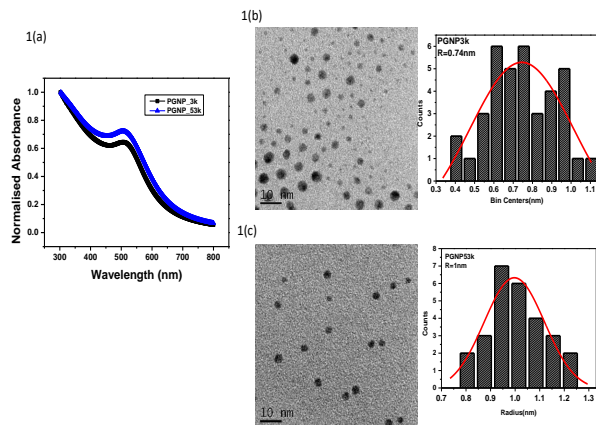 1(a)
Normalised Absorbance
1.0
0.8
0.6
0.4
0.2
0.0
PGNP_3k
PGNP_53k
300 400 500 600 700 800
Wavelength (nm)
1(b)
10 nm
PGNP3k
R=0.74nm
Counts
6
5
4
3
2
1
0
0.3 0.4 0.5 0.6 0.7 0.8 0.9 1.0 1.1
Bin Centers(nm)
1(c)
10 nm
PGNP53k
R=1nm
Counts
8
7
6
5
4
3
2
1
0
0.7 0.8 0.9 1.0 1.1 1.2 1.3
Radius(nm)